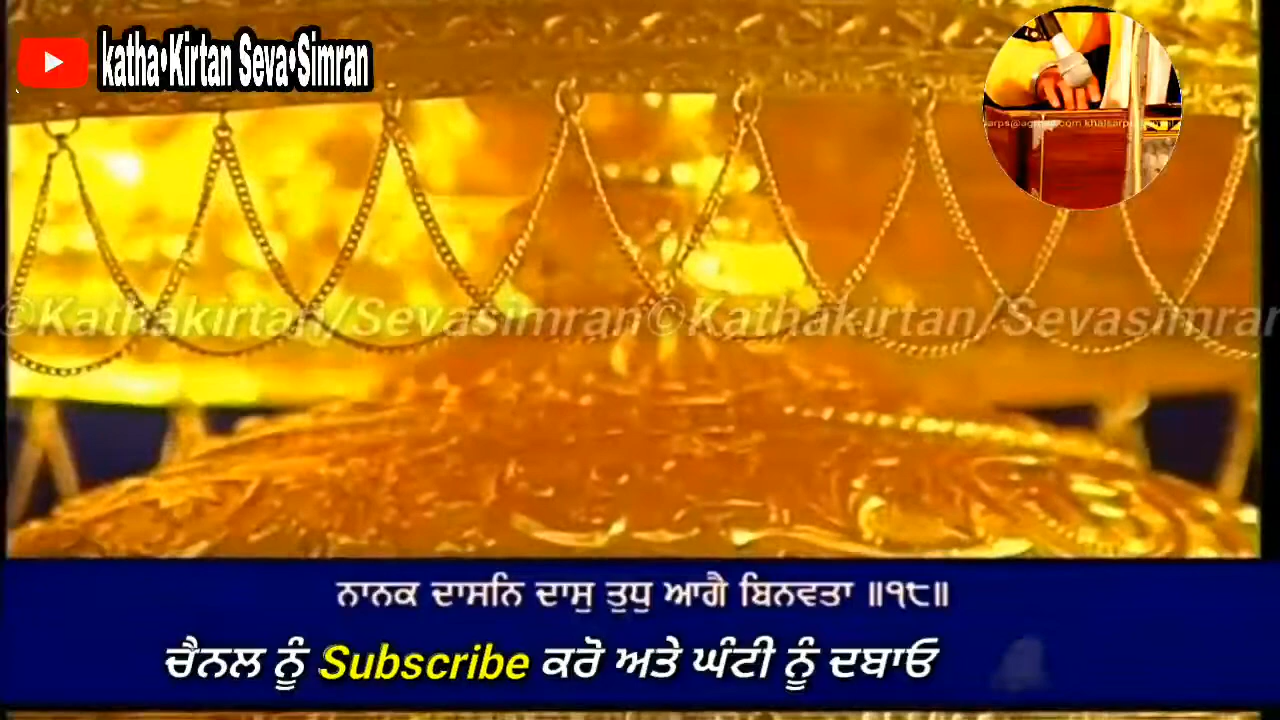 katha•Kirtan Seva•Simran
©Kathakirtan/Sevasimran©Kathakirtan/Sevasimran
ਨਾਨਕ ਦਾਸਨਿ ਦਾਸੁ ਤੁਧੁ ਆਗੈ ਬਿਨਵਤਾ ॥੧੮॥
ਚੈਨਲ ਨੂੰ Subscribe ਕਰੋ ਅਤੇ ਘੰਟੀ ਨੂੰ ਦਬਾਓ